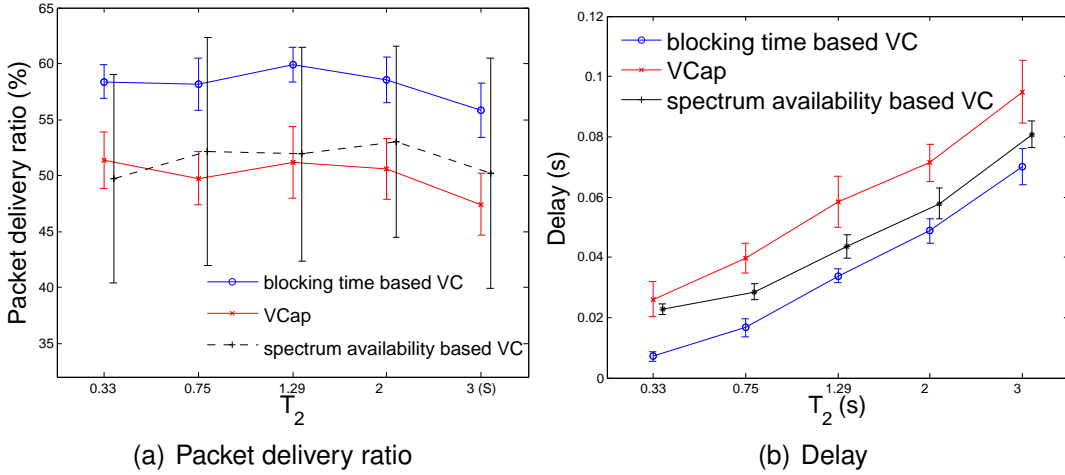 65
60
55
50
45
40
35
Packet delivery ratio (%)
blocking time based VC
VCap
spectrum availability based VC
0.33 0.75 1.29 2 3 (S)
T2
(a) Packet delivery ratio
0.12
0.1
0.08
0.06
0.04
0.02
0
Delay (s)
blocking time based VC
VCap
spectrum availability based VC
0.33 0.75 1.29 2 3
T2 (s)
(b) Delay